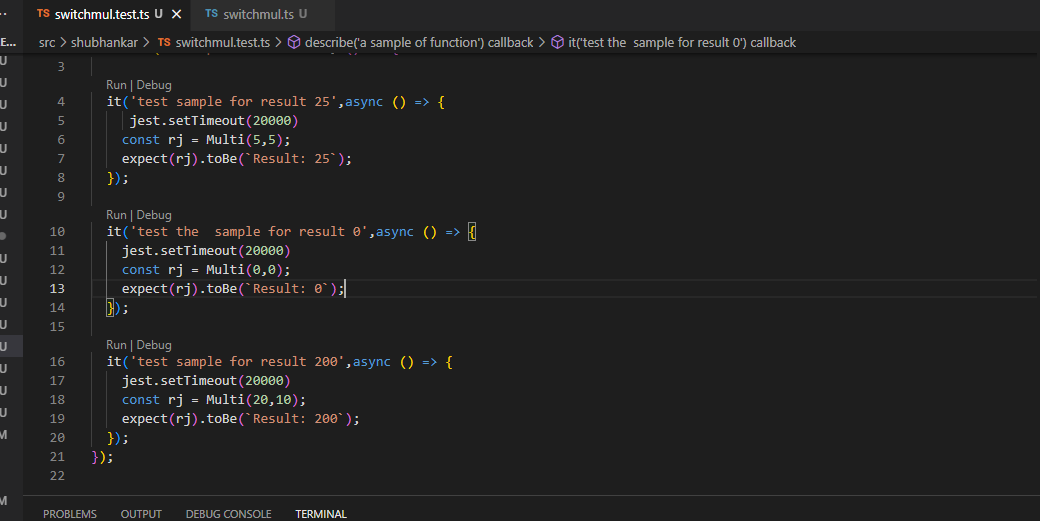 TS switchmul.test.ts U ✕ TS switchmul.ts U
E... src > shubhankar > TS switchmul.test.ts > describe('a sample of function') callback > it('test the  sample for result 0') callback
U
3
U
Run | Debug
4 it('test sample for result 25',async () => {
5 jest.setTimeout(20000)
6 const rj = Multi(5,5);
7 expect(rj).toBe(`Result: 25`);
8 });
9
Run | Debug
10 it('test the  sample for result 0',async () => {
11 jest.setTimeout(20000)
12 const rj = Multi(0,0);
13 expect(rj).toBe(`Result: 0`);
14 });
15
Run | Debug
16 it('test sample for result 200',async () => {
17 jest.setTimeout(20000)
18 const rj = Multi(20,10);
19 expect(rj).toBe(`Result: 200`);
20 });
21 });
22
PROBLEMS OUTPUT DEBUG CONSOLE TERMINAL